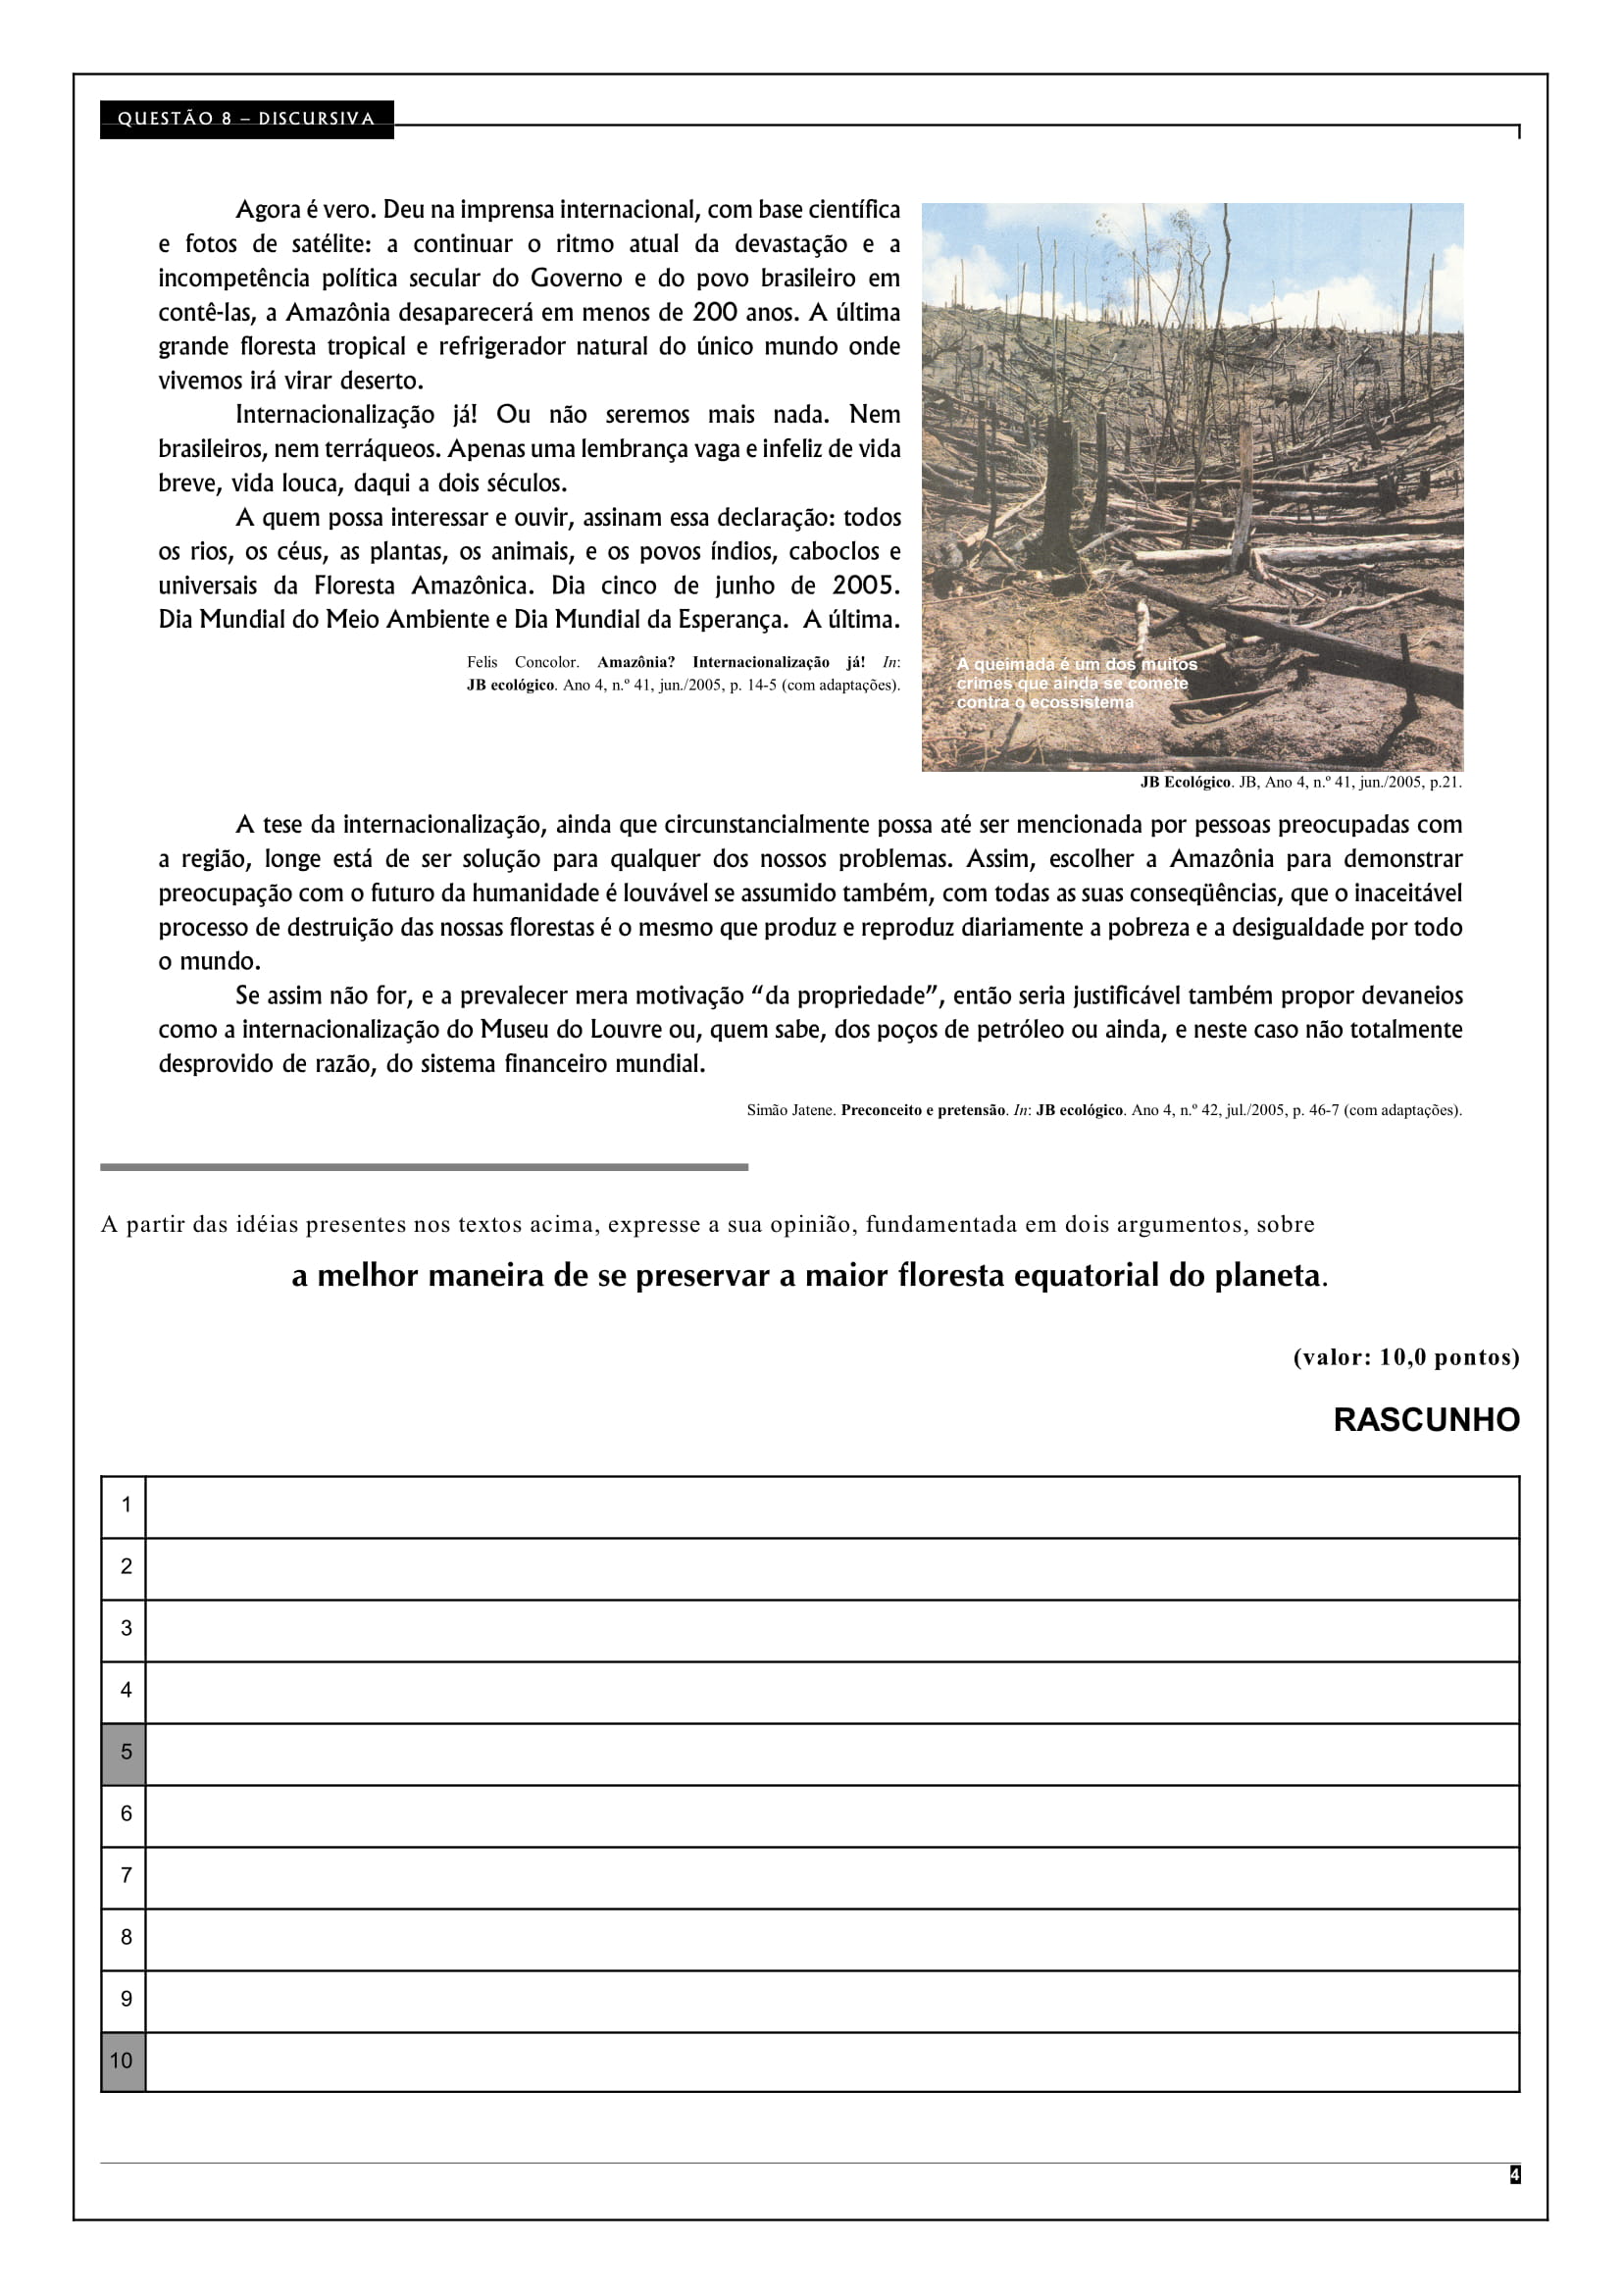 QUESTÃO 8 – DISCURSIVA
Agora é vero. Deu na imprensa internacional, com base científica
e fotos de satélite: a continuar o ritmo atual da devastação e a
incompetência política secular do Governo e do povo brasileiro em
contê-las, a Amazônia desaparecerá em menos de 200 anos. A última
grande floresta tropical e refrigerador natural do único mundo onde
vivemos irá virar deserto.
Internacionalização já! Ou não seremos mais nada. Nem
brasileiros, nem terráqueos. Apenas uma lembrança vaga e infeliz de vida
breve, vida louca, daqui a dois séculos.
A quem possa interessar e ouvir, assinam essa declaração: todos
os rios, os céus, as plantas, os animais, e os povos índios, caboclos e
universais da Floresta Amazônica. Dia cinco de junho de 2005.
Dia Mundial do Meio Ambiente e Dia Mundial da Esperança. A última.
Felis Concolor. Amazônia? Internacionalização já! In:
JB ecológico. Ano 4, n.º 41, jun./2005, p. 14-5 (com adaptações).
A queimada é um dos muitos
crimes que ainda se comete
contra o ecossistema
JB Ecológico. JB, Ano 4, n.º 41, jun./2005, p.21.
A tese da internacionalização, ainda que circunstancialmente possa até ser mencionada por pessoas preocupadas com
a região, longe está de ser solução para qualquer dos nossos problemas. Assim, escolher a Amazônia para demonstrar
preocupação com o futuro da humanidade é louvável se assumido também, com todas as suas conseqüências, que o inaceitável
processo de destruição das nossas florestas é o mesmo que produz e reproduz diariamente a pobreza e a desigualdade por todo
o mundo.
Se assim não for, e a prevalecer mera motivação “da propriedade”, então seria justificável também propor devaneios
como a internacionalização do Museu do Louvre ou, quem sabe, dos poços de petróleo ou ainda, e neste caso não totalmente
desprovido de razão, do sistema financeiro mundial.
Simão Jatene. Preconceito e pretensão. In: JB ecológico. Ano 4, n.º 42, jul./2005, p. 46-7 (com adaptações).
A partir das idéias presentes nos textos acima, expresse a sua opinião, fundamentada em dois argumentos, sobre
a melhor maneira de se preservar a maior floresta equatorial do planeta.
(valor: 10,0 pontos)
RASCUNHO
1
2
3
4
5
6
7
8
9
10
4